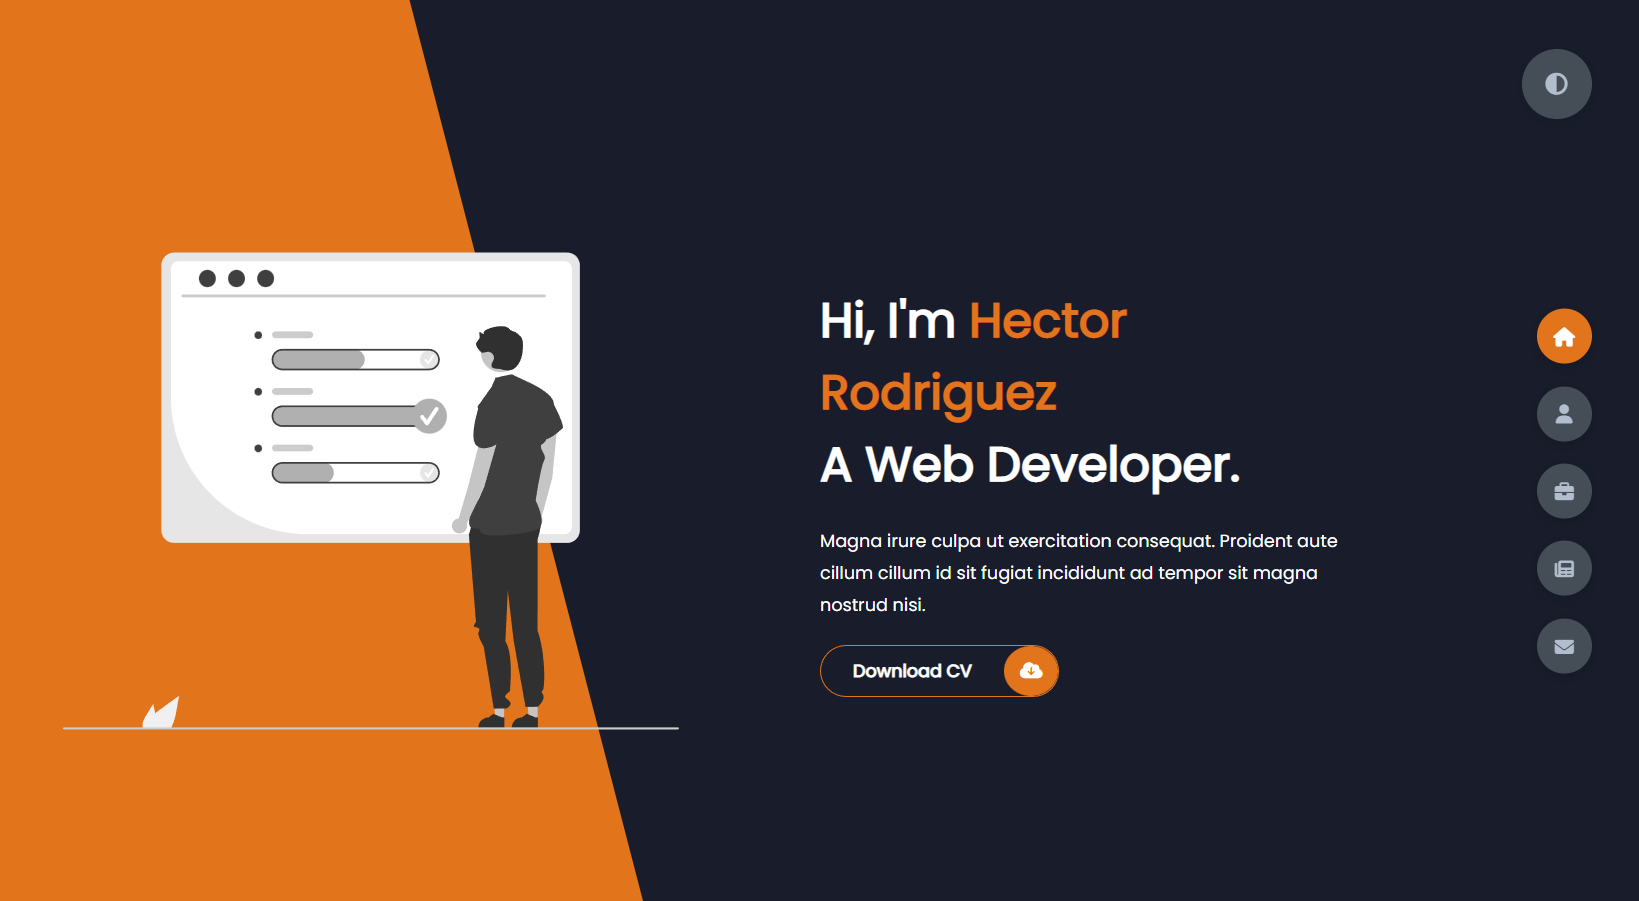 Hi, I'm Hector
Rodriguez
A Web Developer.
Magna irure culpa ut exercitation consequat. Proident aute
cillum cillum id sit fugiat incididunt ad tempor sit magna
nostrud nisi.
Download CV